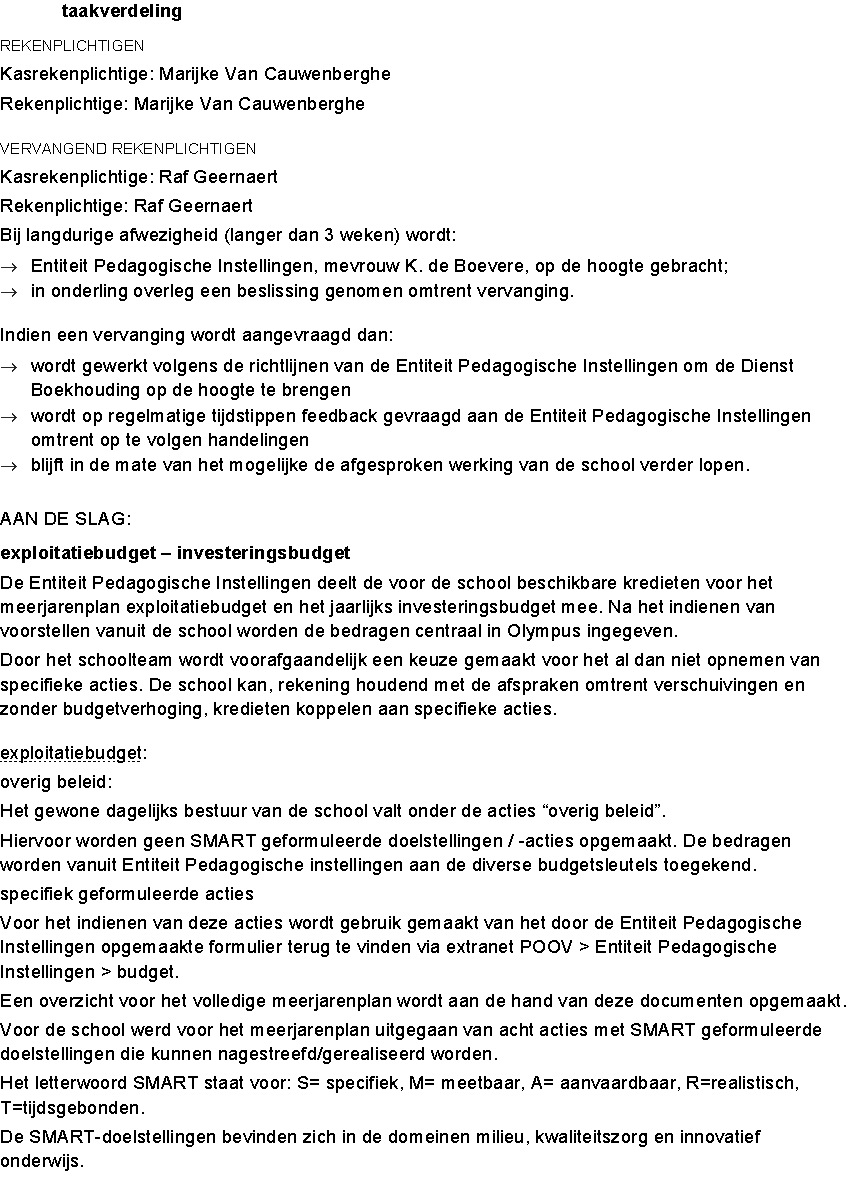 taakverdeling
REKENPLICHTIGEN
Kasrekenplichtige: Marijke Van Cauwenberghe
Rekenplichtige: Marijke Van Cauwenberghe
VERVANGEND REKENPLICHTIGEN
Kasrekenplichtige: Raf Geernaert
Rekenplichtige: Raf Geernaert
Bij langdurige afwezigheid (langer dan 3 weken) wordt:
→ Entiteit Pedagogische Instellingen, mevrouw K. de Boevere, op de hoogte gebracht;
→ in onderling overleg een beslissing genomen omtrent vervanging.
Indien een vervanging wordt aangevraagd dan:
→ wordt gewerkt volgens de richtlijnen van de Entiteit Pedagogische Instellingen om de Dienst
Boekhouding op de hoogte te brengen
→ wordt op regelmatige tijdstippen feedback gevraagd aan de Entiteit Pedagogische Instellingen
omtrent op te volgen handelingen
→ blijft in de mate van het mogelijke de afgesproken werking van de school verder lopen.
AAN DE SLAG:
exploitatiebudget – investeringsbudget
De Entiteit Pedagogische Instellingen deelt de voor de school beschikbare kredieten voor het
meerjarenplan exploitatiebudget en het jaarlijks investeringsbudget mee. Na het indienen van
voorstellen vanuit de school worden de bedragen centraal in Olympus ingegeven.
Door het schoolteam wordt voorafgaandelijk een keuze gemaakt voor het al dan niet opnemen van
specifieke acties. De school kan, rekening houdend met de afspraken omtrent verschuivingen en
zonder budgetverhoging, kredieten koppelen aan specifieke acties.
exploitatiebudget:
overig beleid:
Het gewone dagelijks bestuur van de school valt onder de acties “overig beleid”.
Hiervoor worden geen SMART geformuleerde doelstellingen / -acties opgemaakt. De bedragen
worden vanuit Entiteit Pedagogische instellingen aan de diverse budgetsleutels toegekend.
specifiek geformuleerde acties
Voor het indienen van deze acties wordt gebruik gemaakt van het door de Entiteit Pedagogische
Instellingen opgemaakte formulier terug te vinden via extranet POOV > Entiteit Pedagogische
Instellingen > budget.
Een overzicht voor het volledige meerjarenplan wordt aan de hand van deze documenten opgemaakt.
Voor de school werd voor het meerjarenplan uitgegaan van acht acties met SMART geformuleerde
doelstellingen die kunnen nagestreefd/gerealiseerd worden.
Het letterwoord SMART staat voor: S= specifiek, M= meetbaar, A= aanvaardbaar, R=realistisch,
T=tijdsgebonden.
De SMART-doelstellingen bevinden zich in de domeinen milieu, kwaliteitszorg en innovatief
onderwijs.